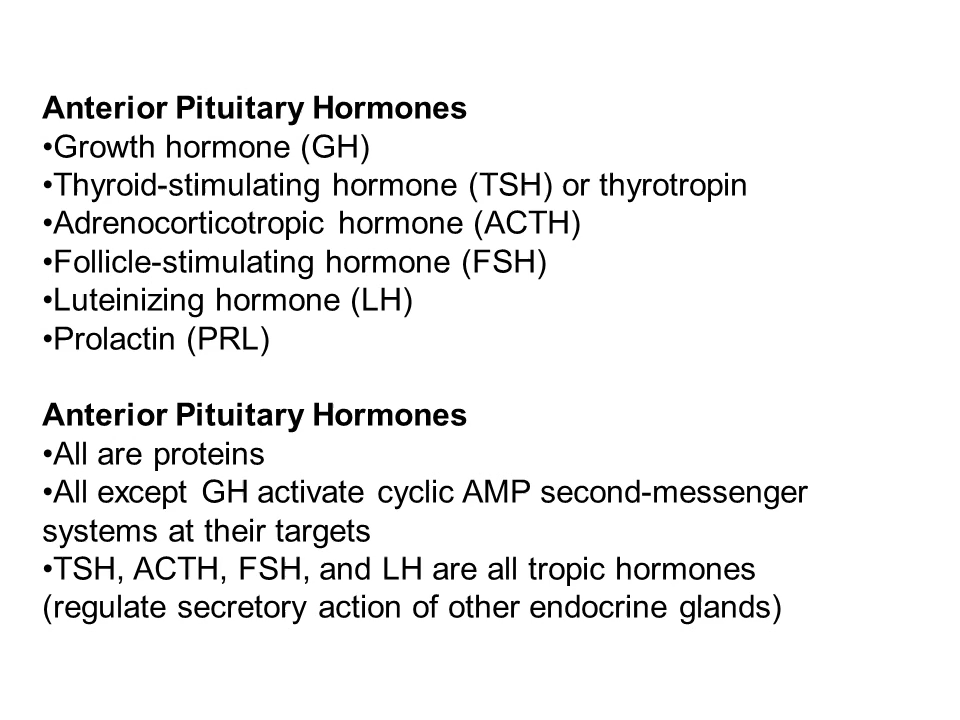 Anterior Pituitary Hormones
•Growth hormone (GH)
•Thyroid-stimulating hormone (TSH) or thyrotropin
•Adrenocorticotropic hormone (ACTH)
•Follicle-stimulating hormone (FSH)
•Luteinizing hormone (LH)
•Prolactin (PRL)
Anterior Pituitary Hormones
•All are proteins
•All except GH activate cyclic AMP second-messenger
systems at their targets
•TSH, ACTH, FSH, and LH are all tropic hormones
(regulate secretory action of other endocrine glands)